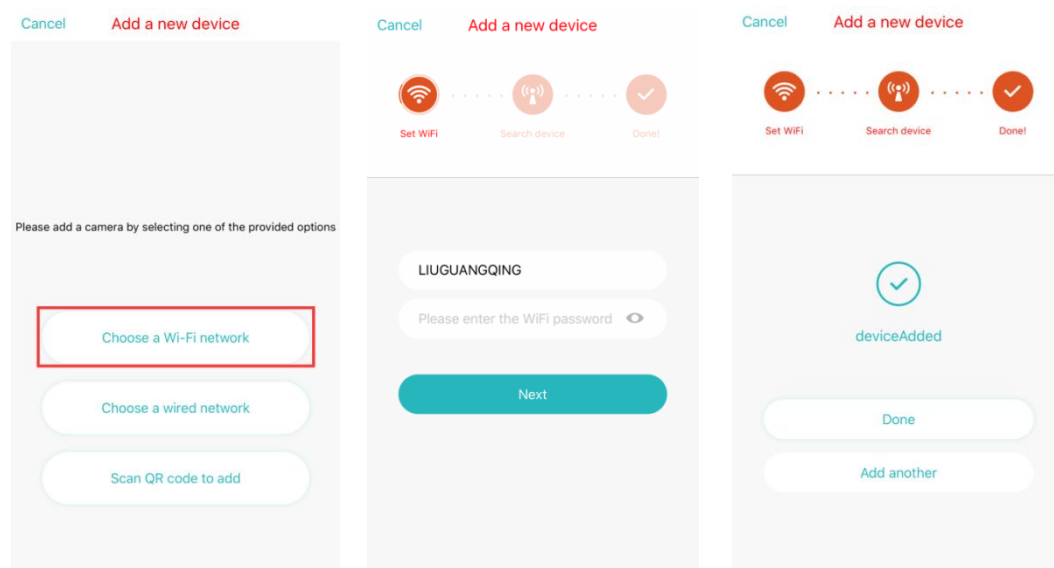 Cancel Add a new device
Please add a camera by selecting one of the provided options
Choose a Wi-Fi network
Choose a wired network
Scan QR code to add
Cancel Add a new device
Set WiFi Search device Done!
LIUGUANGQING
Please enter the WiFi password
Next
Cancel Add a new device
Set WiFi Search device Done!
deviceAdded
Done
Add another